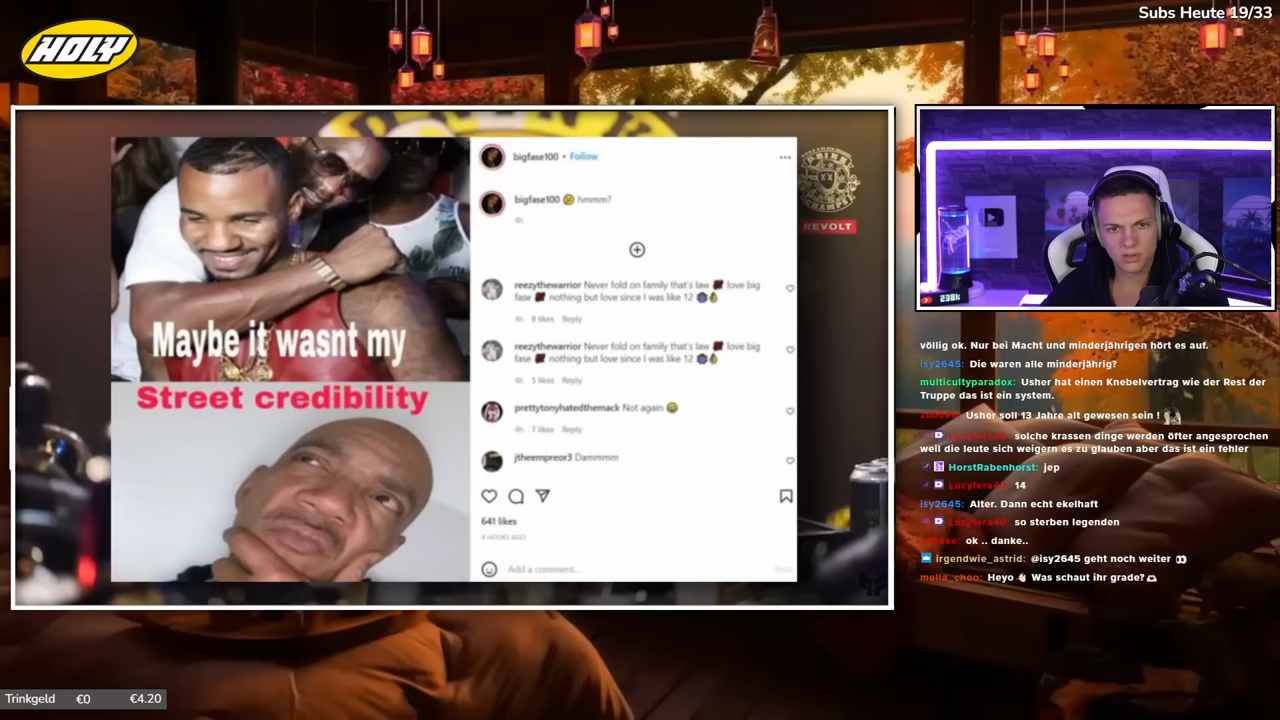 Subs Heute 19/33
HOLY
bigfase100 • Follow
bigfase100 hmmm?
4h
reezythewarrior Never fold on family that's law love big
fase nothing but love since I was like 12
4h 8 likes Reply
reezythewarrior Never fold on family that's law love big
fase nothing but love since I was like 12
4h 5 likes Reply
prettytonyhatedthemack Not again
4h 7 likes Reply
jtheempreor3 Dammmm
641 likes
4 HOURS AGO
Add a comment...
Post
Maybe it wasnt my
Street credibility
DRINK
CHAMPS
REVOLT
238k
völlig ok. Nur bei Macht und minderjährigen hört es auf.
isy2645: Die waren alle minderjährig?
multicultyparadox: Usher hat einen Knebelvertrag wie der Rest der
Truppe das ist ein system.
Usher soll 13 Jahre alt gewesen sein !
solche krassen dinge werden öfter angesprochen
weil die leute sich weigern es zu glauben aber das ist ein fehler
HorstRabenhorst: jep
14
isy2645: Alter. Dann echt ekelhaft
so sterben legenden
ok .. danke..
irgendwie_astrid: @isy2645 geht noch weiter
mella_choo: Heyo Was schaut ihr grade?
Trinkgeld €0 €4.20